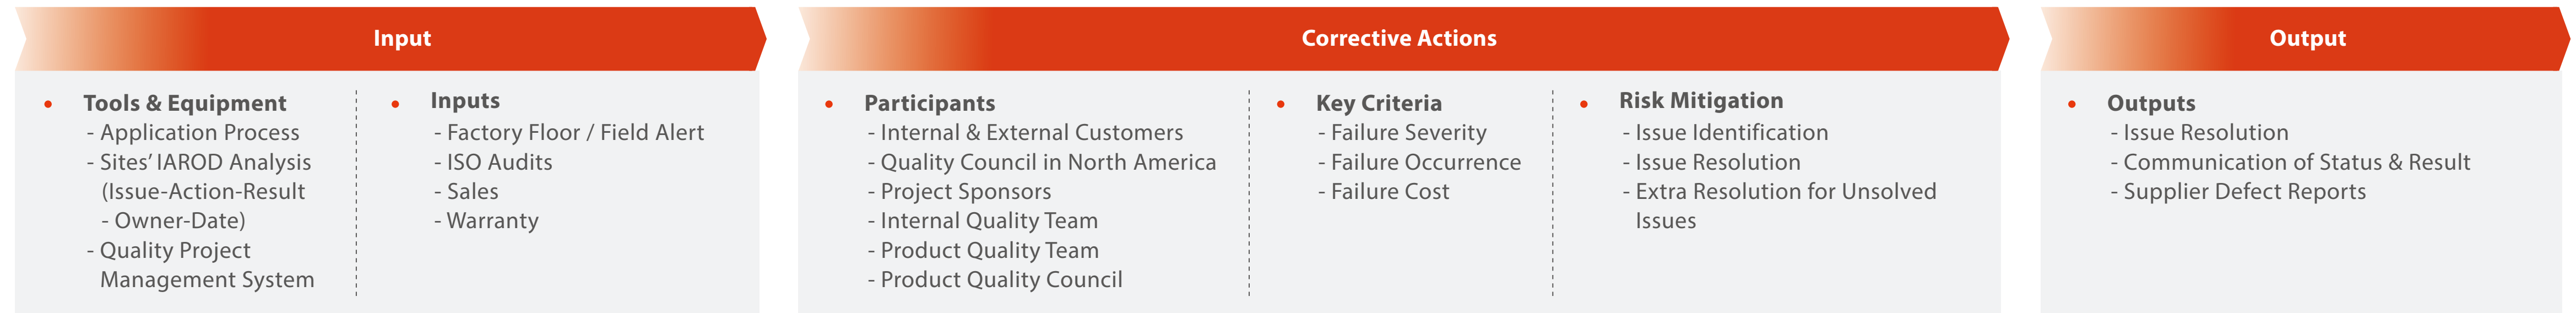 Input
• Tools & Equipment
- Application Process
- Sites' IAROD Analysis
(Issue-Action-Result
- Owner-Date)
- Quality Project
Management System
• Inputs
- Factory Floor / Field Alert
- ISO Audits
- Sales
- Warranty
Corrective Actions
• Participants
- Internal & External Customers
- Quality Council in North America
- Project Sponsors
- Internal Quality Team
- Product Quality Team
- Product Quality Council
• Key Criteria
- Failure Severity
- Failure Occurrence
- Failure Cost
• Risk Mitigation
- Issue Identification
- Issue Resolution
- Extra Resolution for Unsolved
Issues
Output
• Outputs
- Issue Resolution
- Communication of Status & Result
- Supplier Defect Reports